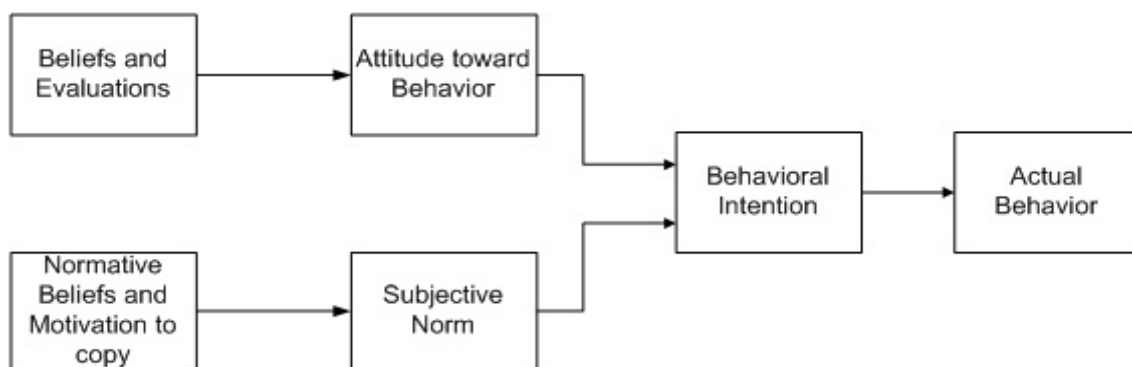 Beliefs and
Evaluations
Attitude toward
Behavior
Behavioral
Intention
Actual
Behavior
Normative
Beliefs and
Motivation to
copy
Subjective
Norm